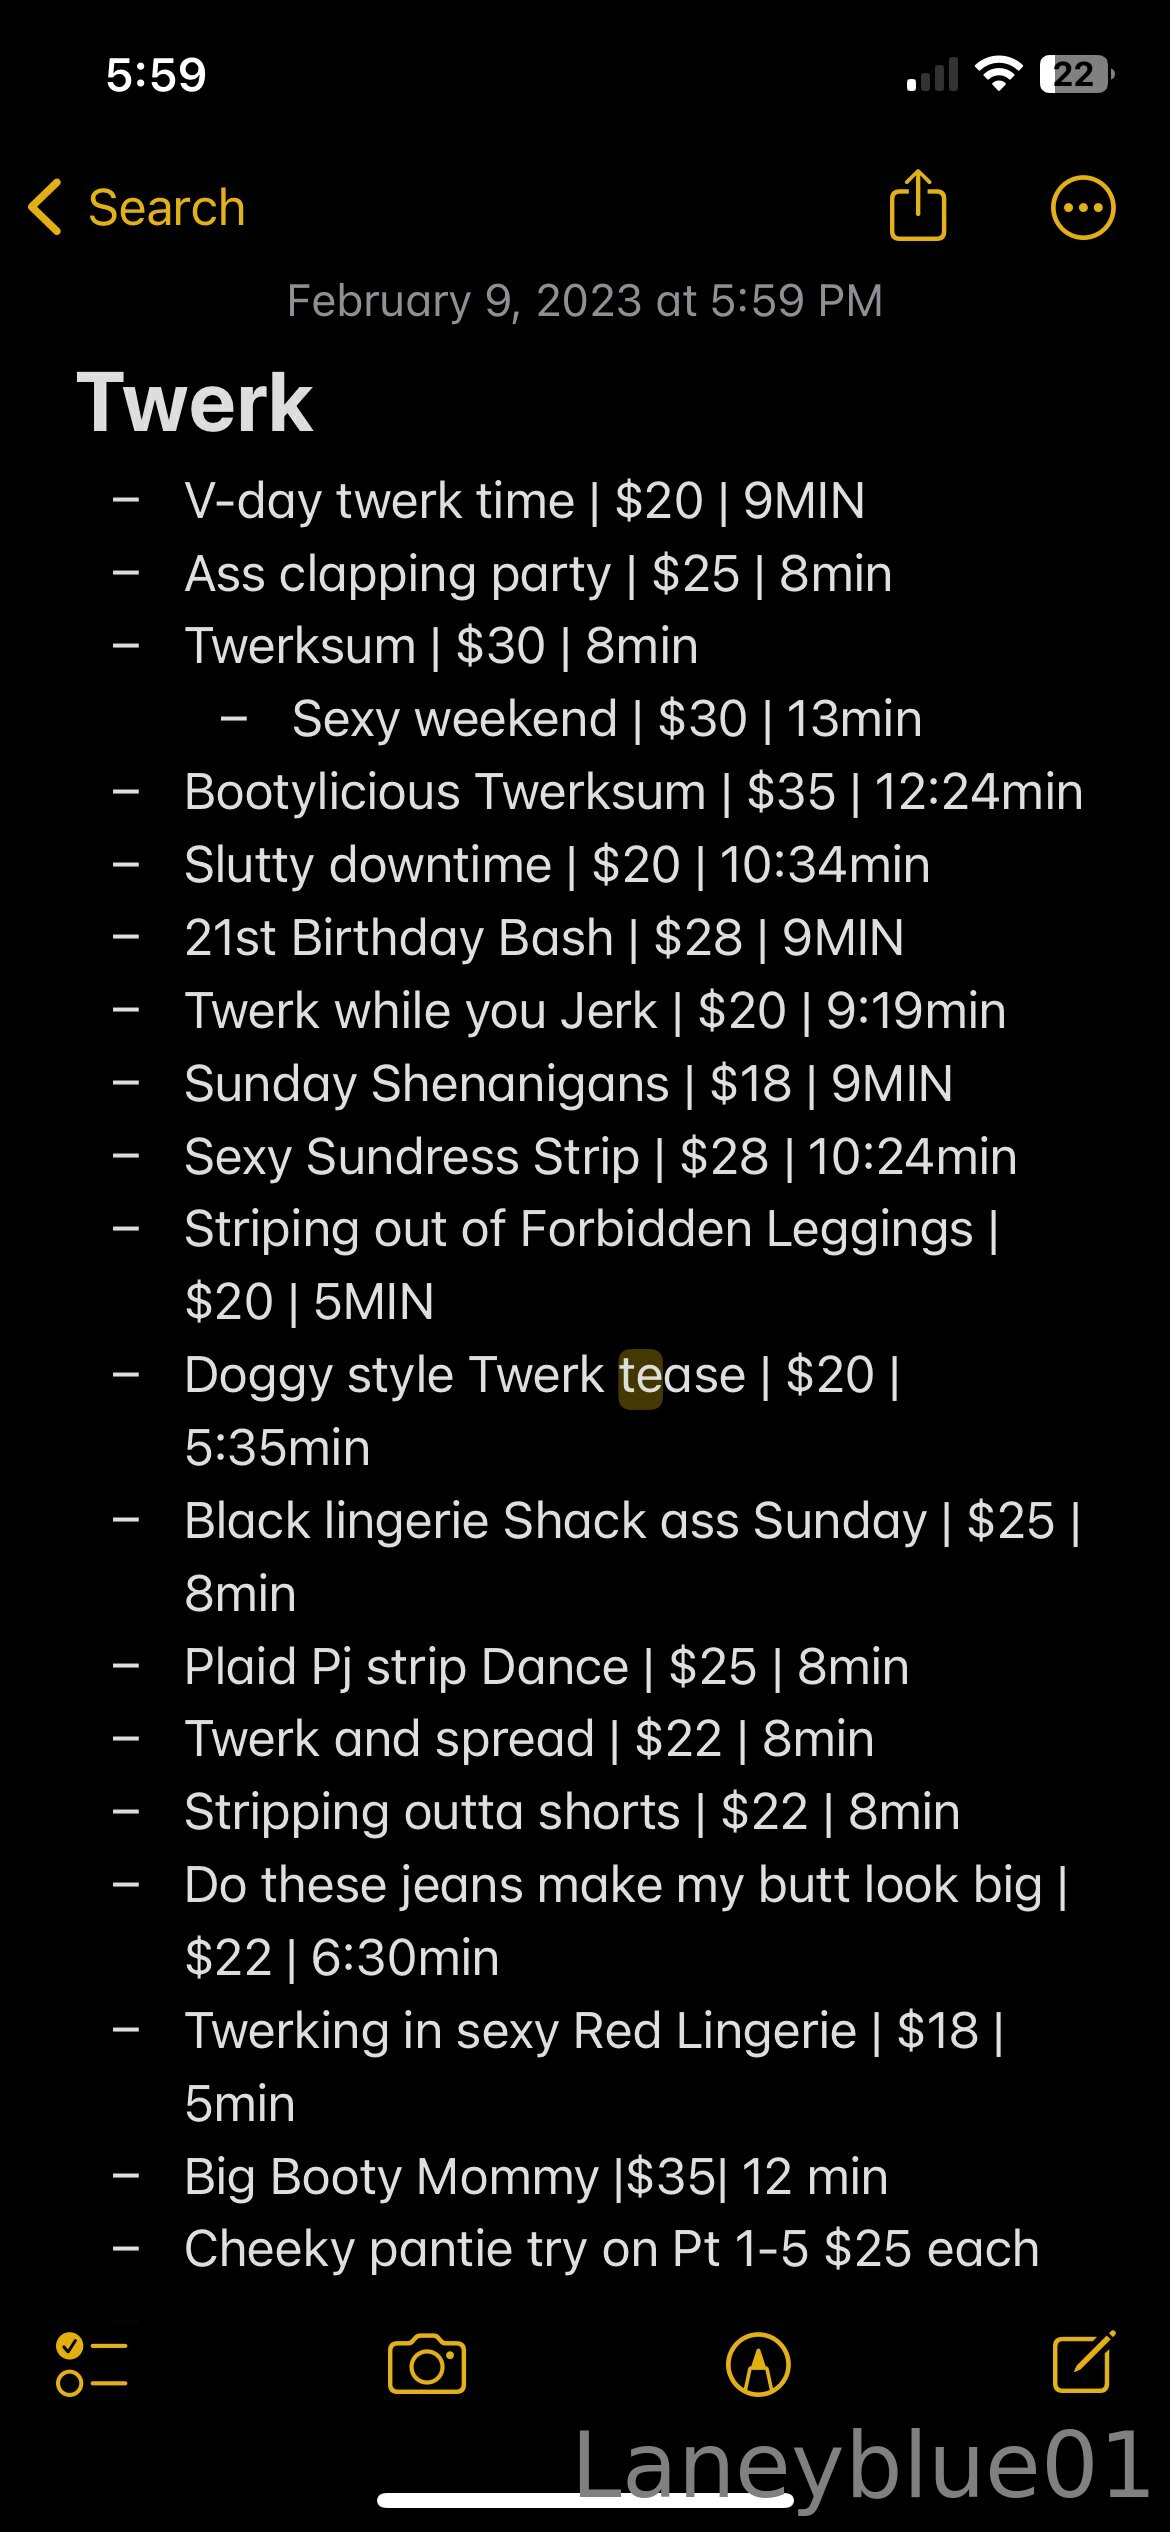 5:59
22
Search
February 9, 2023 at 5:59 PM
Twerk
– V-day twerk time | $20 | 9MIN
– Ass clapping party | $25 | 8min
– Twerksum | $30 | 8min
– Sexy weekend | $30 | 13min
– Bootylicious Twerksum | $35 | 12:24min
– Slutty downtime | $20 | 10:34min
– 21st Birthday Bash | $28 | 9MIN
– Twerk while you Jerk | $20 | 9:19min
– Sunday Shenanigans | $18 | 9MIN
– Sexy Sundress Strip | $28 | 10:24min
– Striping out of Forbidden Leggings |
$20 | 5MIN
– Doggy style Twerk tease | $20 |
5:35min
– Black lingerie Shack ass Sunday | $25 |
8min
– Plaid Pj strip Dance | $25 | 8min
– Twerk and spread | $22 | 8min
– Stripping outta shorts | $22 | 8min
– Do these jeans make my butt look big |
$22 | 6:30min
– Twerking in sexy Red Lingerie | $18 |
5min
– Big Booty Mommy |$35| 12 min
– Cheeky pantie try on Pt 1-5 $25 each
Laneyblue01